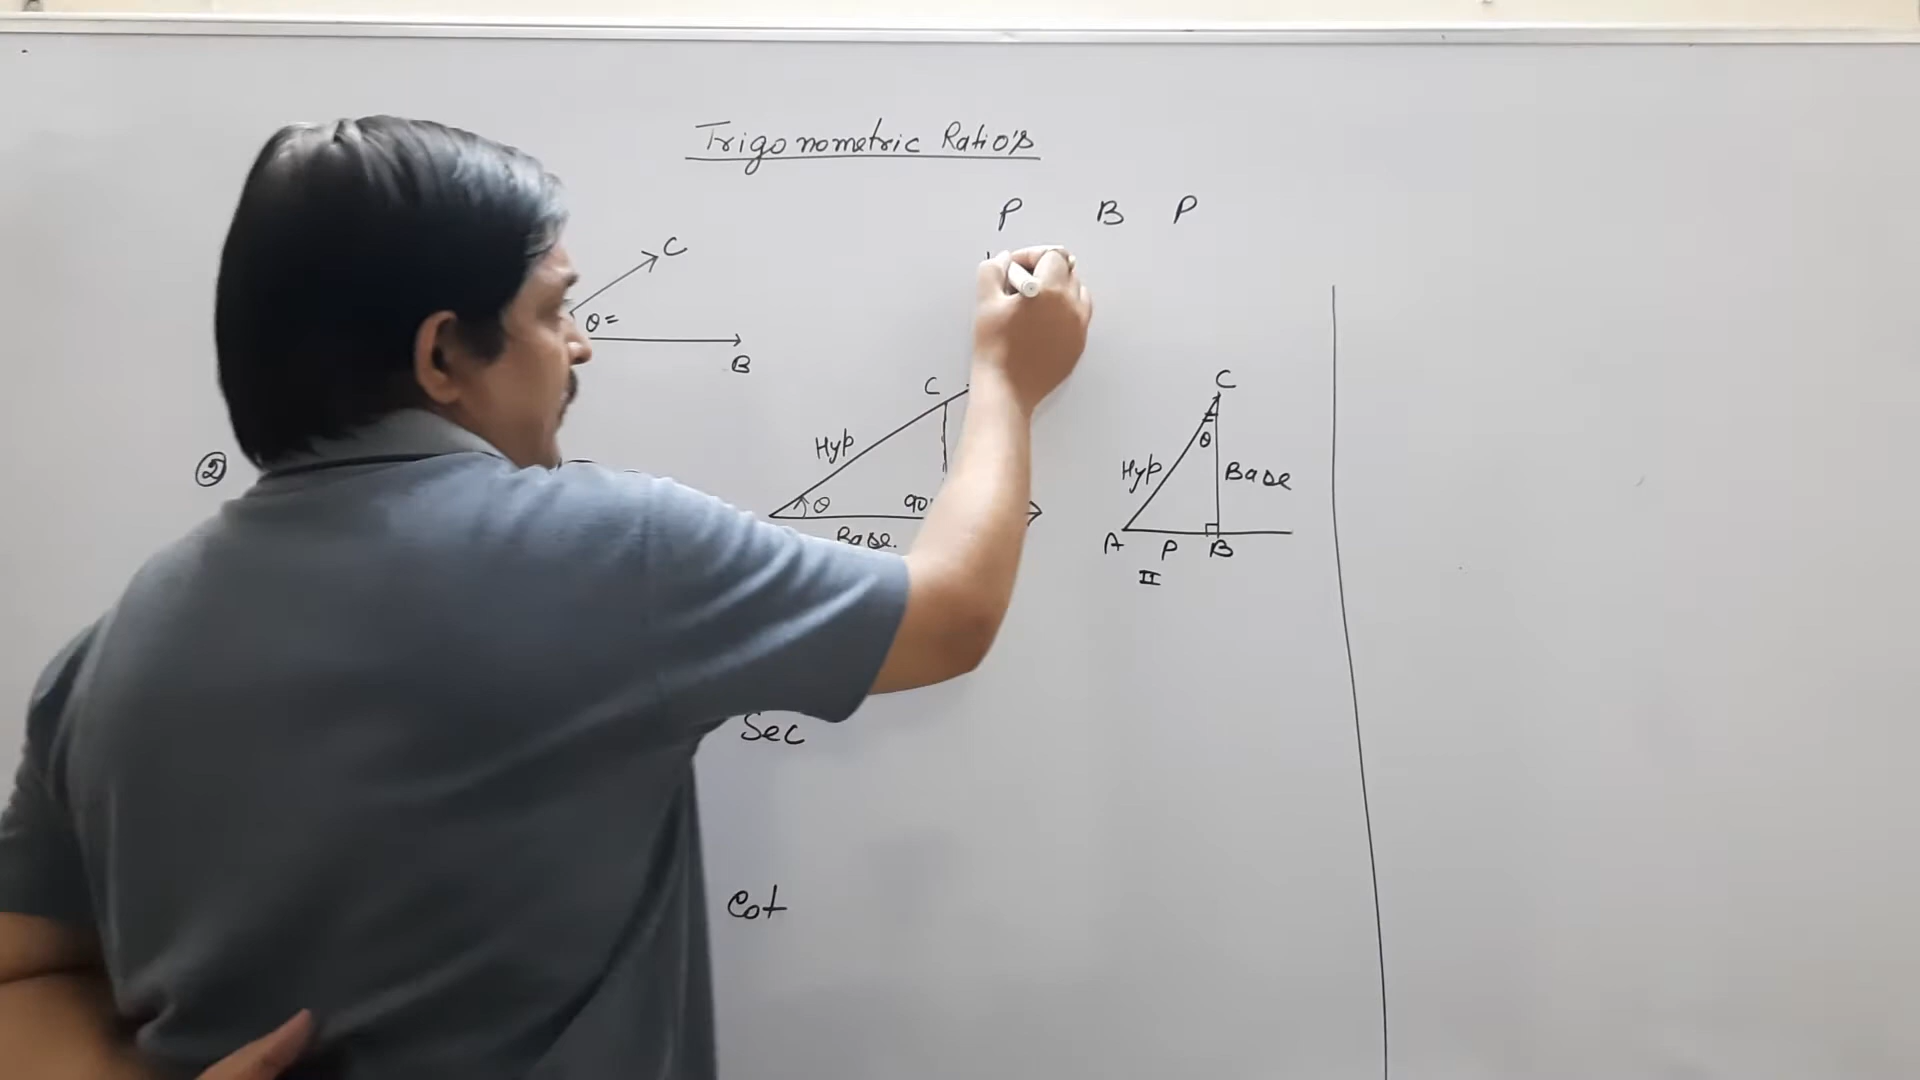 Trigonometric Ratio's
P B P
C
θ=
B
②
C
Hyp
θ 90°
Base.
C
θ
Hyp Base
A P B
II
Sec
Cot